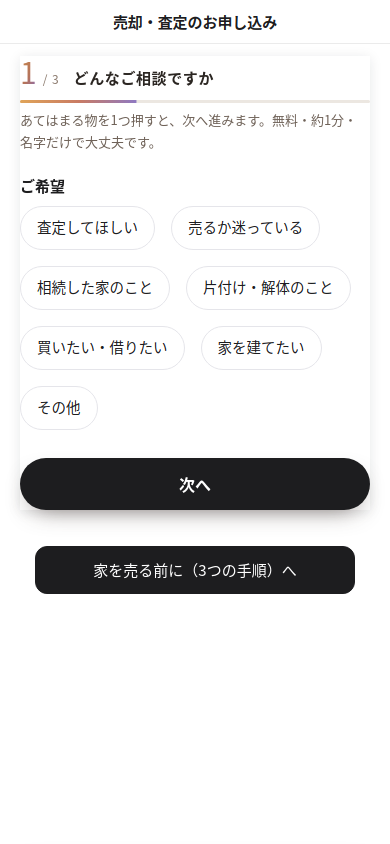 売却・査定のお申し込み
1 / 3 どんなご相談ですか
あてはまる物を1つ押すと、次へ進みます。無料・約1分・
名字だけで大丈夫です。
ご希望
査定してほしい 売るか迷っている
相続した家のこと 片付け・解体のこと
買いたい・借りたい 家を建てたい
その他
次へ
家を売る前に（3つの手順）へ